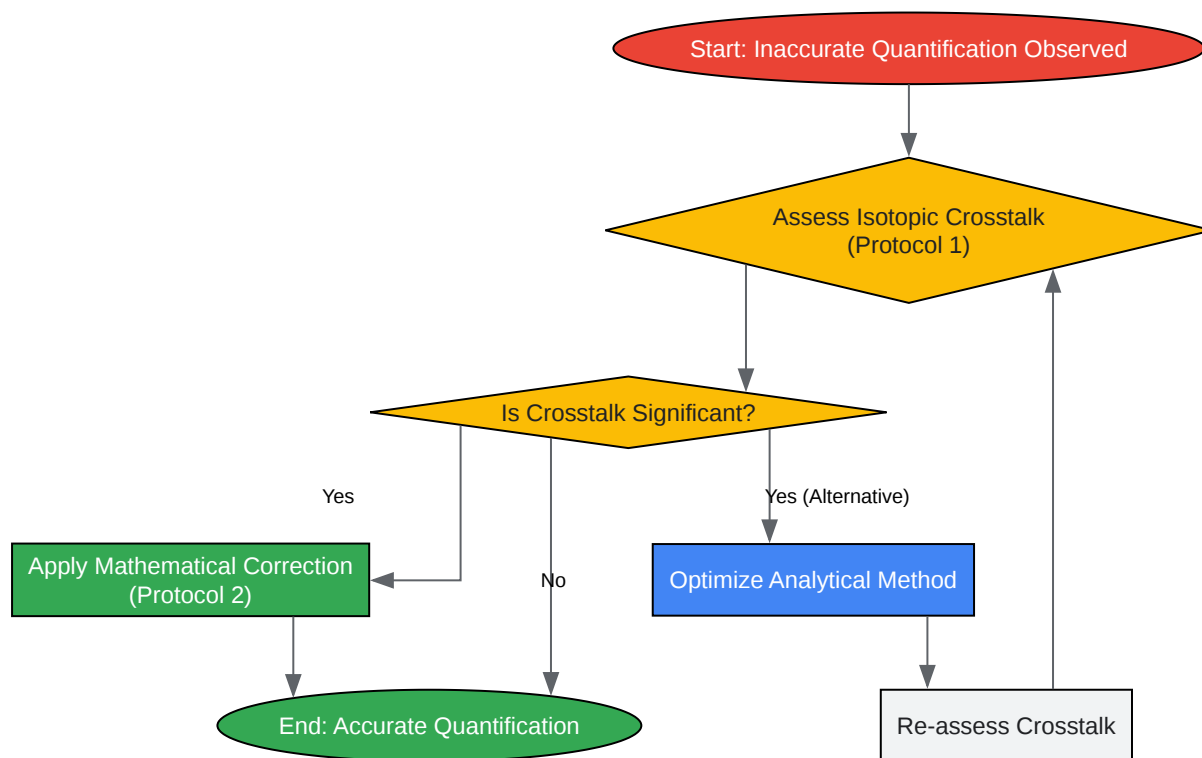 Start: Inaccurate Quantification Observed
Assess Isotopic Crosstalk
(Protocol 1)
Is Crosstalk Significant?
Yes
Yes (Alternative)
Apply Mathematical Correction
(Protocol 2)
No
Optimize Analytical Method
End: Accurate Quantification
Re-assess Crosstalk